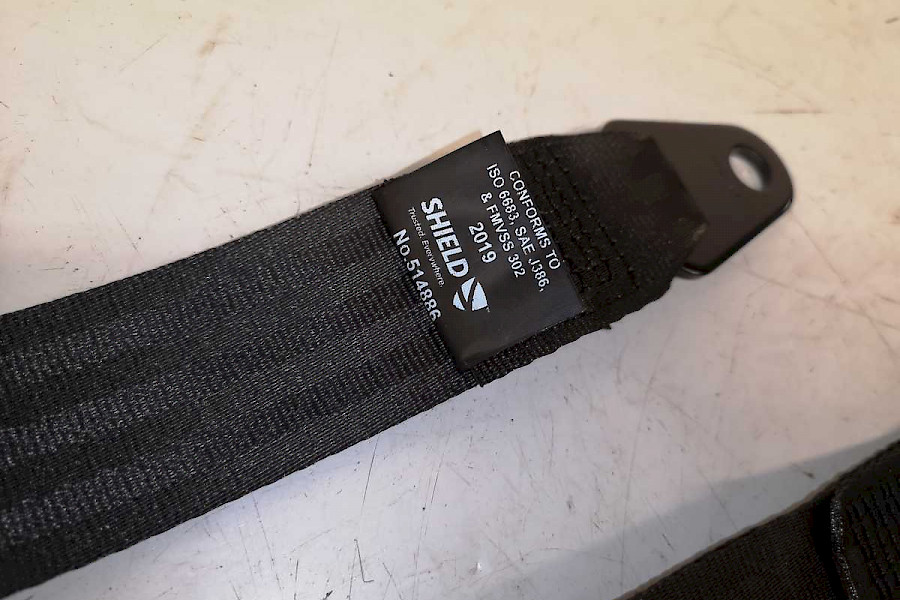 CONFORMS TO
ISO 6683, SAE J386,
& FMVSS 302
2019
SHIELD
Trusted. Everywhere.
No.514886